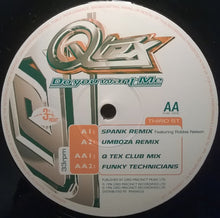 Q-Tex
Do you want Me
AA
THIRD ST
33rpm
A1: SPANK REMIX Featuring Robbie Nelson
A2: UMBOZA REMIX
AA1: Q TEX CLUB MIX
AA2: FUNKY TECHNICIANS